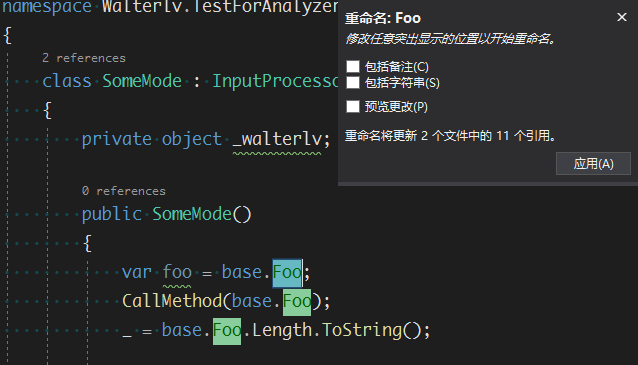 namespace Walterlv.TestForAnalyzer
{
2 references
class SomeMode : InputProcesso
{
private object _walterlv;
0 references
public SomeMode()
{
var foo = base.Foo;
CallMethod(base.Foo);
_ = base.Foo.Length.ToString();
重命名: Foo
修改任意突出显示的位置以开始重命名。
包括备注(C)
包括字符串(S)
预览更改(P)
重命名将更新 2 个文件中的 11 个引用。
应用(A)